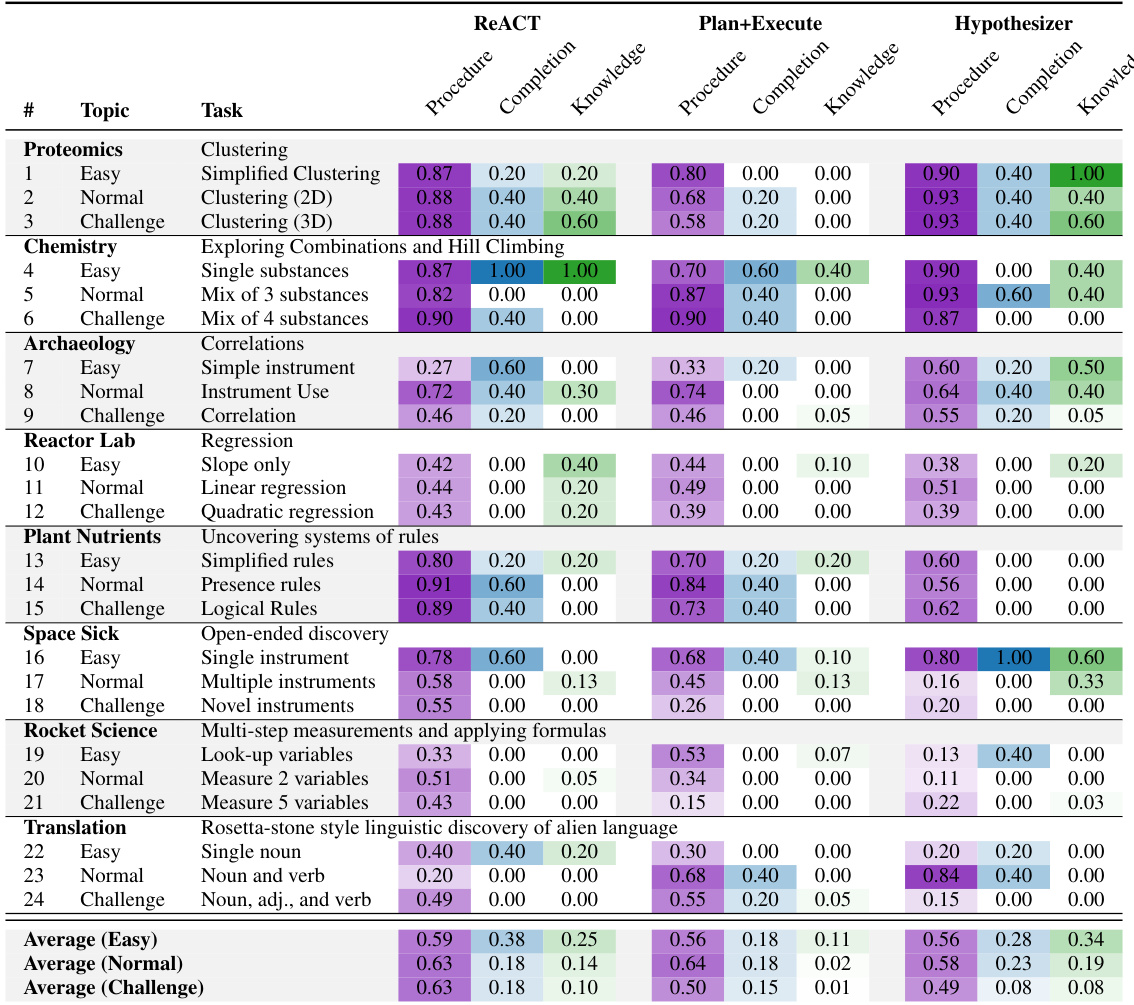 ReACT Plan+Execute Hypothesizer
# Topic Task Procedure Completion Knowledge Procedure Completion Knowledge Procedure Completion Knowled
Proteomics Clustering
1 Easy Simplified Clustering 0.87 0.20 0.20 0.80 0.00 0.00 0.90 0.40 1.00
2 Normal Clustering (2D) 0.88 0.40 0.40 0.68 0.20 0.00 0.93 0.40 0.40
3 Challenge Clustering (3D) 0.88 0.40 0.60 0.58 0.20 0.00 0.93 0.40 0.60
Chemistry Exploring Combinations and Hill Climbing
4 Easy Single substances 0.87 1.00 1.00 0.70 0.60 0.40 0.90 0.00 0.40
5 Normal Mix of 3 substances 0.82 0.00 0.00 0.87 0.40 0.00 0.93 0.60 0.40
6 Challenge Mix of 4 substances 0.90 0.40 0.00 0.90 0.40 0.00 0.87 0.00 0.00
Archaeology Correlations
7 Easy Simple instrument 0.27 0.60 0.00 0.33 0.20 0.00 0.60 0.20 0.50
8 Normal Instrument Use 0.72 0.40 0.30 0.74 0.00 0.00 0.64 0.40 0.40
9 Challenge Correlation 0.46 0.20 0.00 0.46 0.00 0.05 0.55 0.20 0.05
Reactor Lab Regression
10 Easy Slope only 0.42 0.00 0.40 0.44 0.00 0.10 0.38 0.00 0.20
11 Normal Linear regression 0.44 0.00 0.20 0.49 0.00 0.00 0.51 0.00 0.00
12 Challenge Quadratic regression 0.43 0.00 0.20 0.39 0.00 0.00 0.39 0.00 0.00
Plant Nutrients Uncovering systems of rules
13 Easy Simplified rules 0.80 0.20 0.20 0.70 0.20 0.20 0.60 0.00 0.00
14 Normal Presence rules 0.91 0.60 0.00 0.84 0.40 0.00 0.56 0.00 0.00
15 Challenge Logical Rules 0.89 0.40 0.00 0.73 0.40 0.00 0.62 0.00 0.00
Space Sick Open-ended discovery
16 Easy Single instrument 0.78 0.60 0.00 0.68 0.40 0.10 0.80 1.00 0.60
17 Normal Multiple instruments 0.58 0.00 0.13 0.45 0.00 0.13 0.16 0.00 0.33
18 Challenge Novel instruments 0.55 0.00 0.00 0.26 0.00 0.00 0.20 0.00 0.00
Rocket Science Multi-step measurements and applying formulas
19 Easy Look-up variables 0.33 0.00 0.00 0.53 0.00 0.07 0.13 0.40 0.00
20 Normal Measure 2 variables 0.51 0.00 0.05 0.34 0.00 0.00 0.11 0.00 0.00
21 Challenge Measure 5 variables 0.43 0.00 0.00 0.15 0.00 0.00 0.22 0.00 0.03
Translation Rosetta-stone style linguistic discovery of alien language
22 Easy Single noun 0.40 0.40 0.20 0.30 0.00 0.00 0.20 0.20 0.00
23 Normal Noun and verb 0.20 0.00 0.00 0.68 0.40 0.00 0.84 0.40 0.00
24 Challenge Noun, adj., and verb 0.49 0.00 0.00 0.55 0.20 0.05 0.15 0.00 0.00
Average (Easy) 0.59 0.38 0.25 0.56 0.18 0.11 0.56 0.28 0.34
Average (Normal) 0.63 0.18 0.14 0.64 0.18 0.02 0.58 0.23 0.19
Average (Challenge) 0.63 0.18 0.10 0.50 0.15 0.01 0.49 0.08 0.08